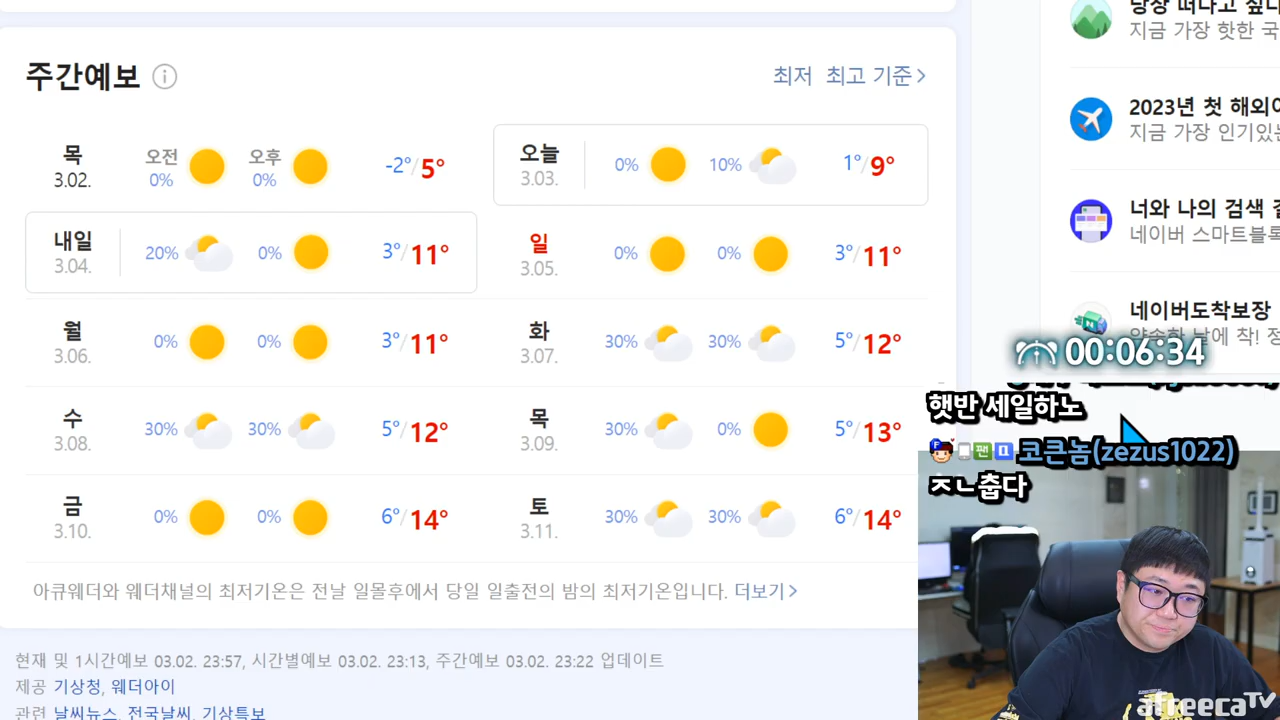 주간예보
최저 최고 기준
목 3.02. 오전 0% 오후 0% -2°/5°
오늘 3.03. 0% 10% 1°/9°
내일 3.04. 20% 0% 3°/11°
일 3.05. 0% 0% 3°/11°
월 3.06. 0% 0% 3°/11°
화 3.07. 30% 30% 5°/12°
수 3.08. 30% 30% 5°/12°
목 3.09. 30% 0% 5°/13°
금 3.10. 0% 0% 6°/14°
토 3.11. 30% 30% 6°/14°
아큐웨더와 웨더채널의 최저기온은 전날 일몰후에서 당일 일출전의 밤의 최저기온입니다. 더보기
현재 및 1시간예보 03.02. 23:57, 시간별예보 03.02. 23:13, 주간예보 03.02. 23:22 업데이트
제공 기상청, 웨더아이
관련 날씨뉴스, 전국날씨, 기상특보
당장 떠나고
지금 가장 핫한 국
2023년 첫 해외
지금 가장 인기있는
너와 나의 검색
네이버 스마트블록
네이버도착보장
날에 착!
00:06:34
햇반 세일하노
코큰놈(zezus1022)
ㅈㄴ춥다
afreecaTV